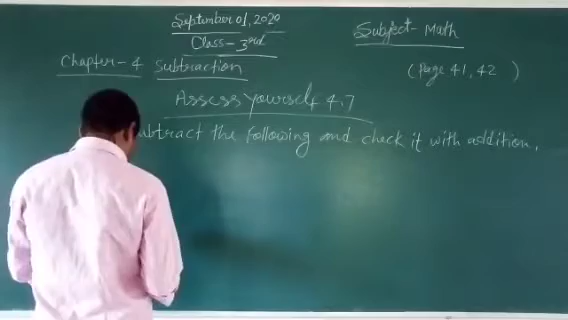 September 01, 2020
Subject - Math
Class - 3rd
Chapter - 4 Subtraction
(Page 41, 42)
Assess Yourself 4.7
the following and check it with addition.